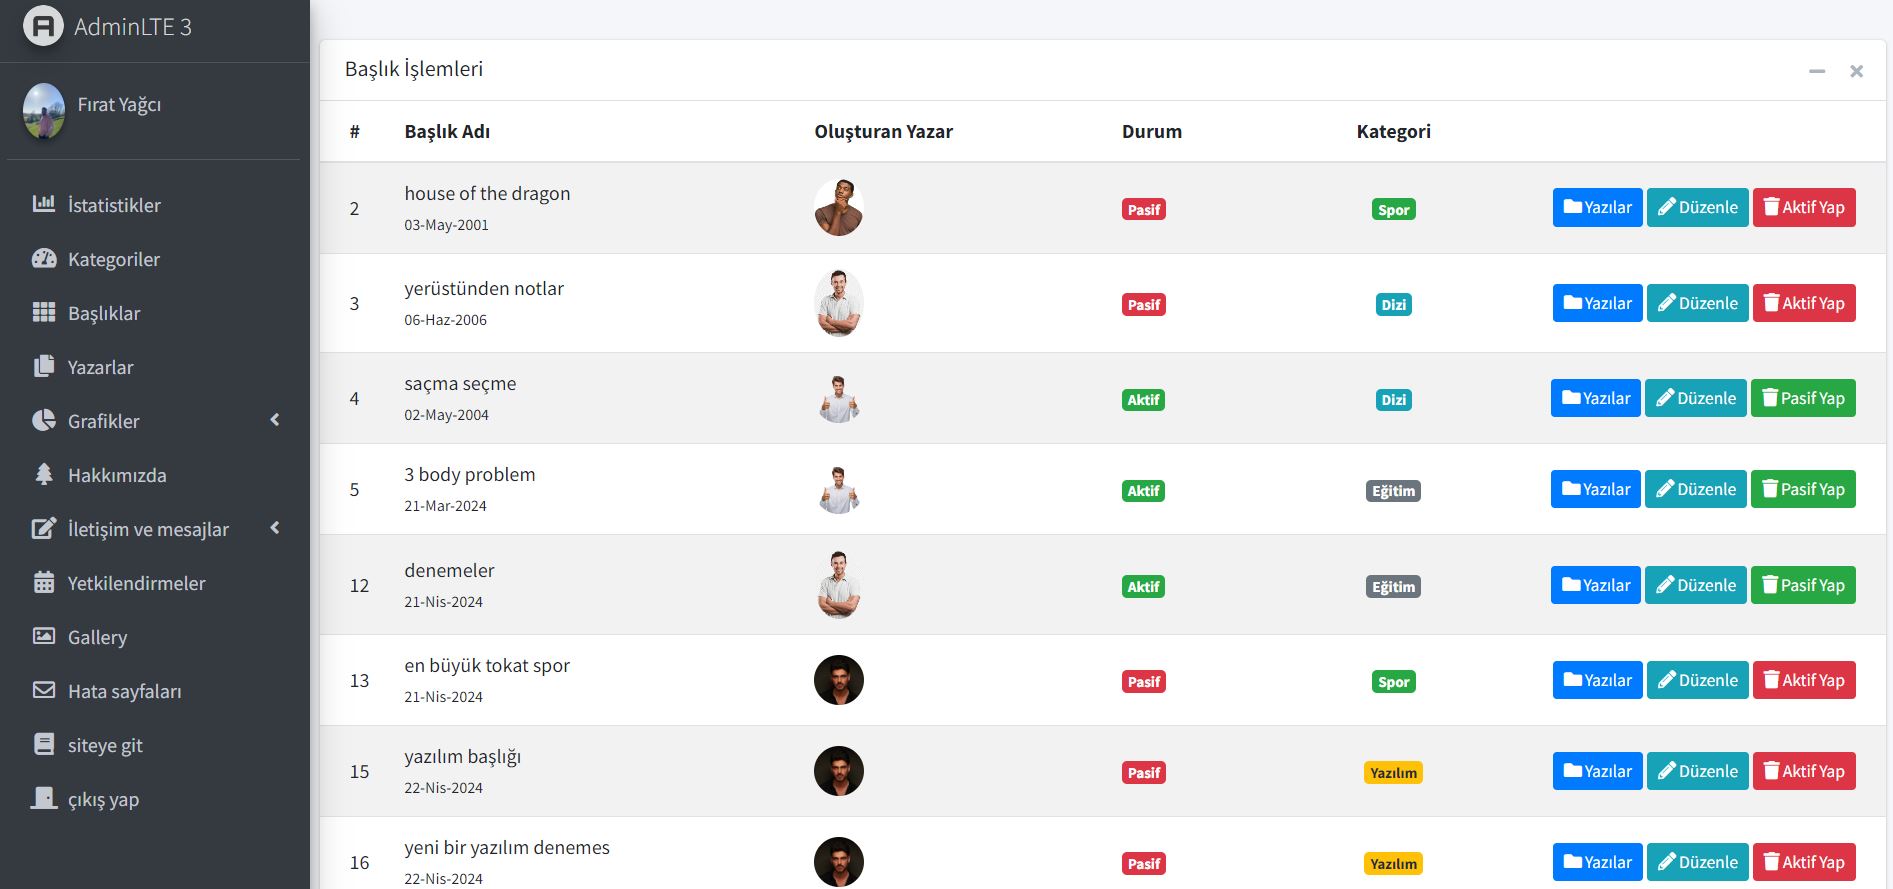 AdminLTE 3
Fırat Yağcı
İstatistikler
Kategoriler
Başlıklar
Yazarlar
Grafikler
Hakkımızda
İletişim ve mesajlar
Yetkilendirmeler
Gallery
Hata sayfaları
siteye git
çıkış yap
Başlık İşlemleri
# Başlık Adı Oluşturan Yazar Durum Kategori
2 house of the dragon Pasif Spor Yazılar Düzenle Aktif Yap
03-May-2001
3 yerüstünden notlar Pasif Dizi Yazılar Düzenle Aktif Yap
06-Haz-2006
4 saçma seçme Aktif Dizi Yazılar Düzenle Pasif Yap
02-May-2004
5 3 body problem Aktif Eğitim Yazılar Düzenle Pasif Yap
21-Mar-2024
12 denemeler Aktif Eğitim Yazılar Düzenle Pasif Yap
21-Nis-2024
13 en büyük tokat spor Pasif Spor Yazılar Düzenle Aktif Yap
21-Nis-2024
15 yazılım başlığı Pasif Yazılım Yazılar Düzenle Aktif Yap
22-Nis-2024
16 yeni bir yazılım denemes Pasif Yazılım Yazılar Düzenle Aktif Yap
22-Nis-2024